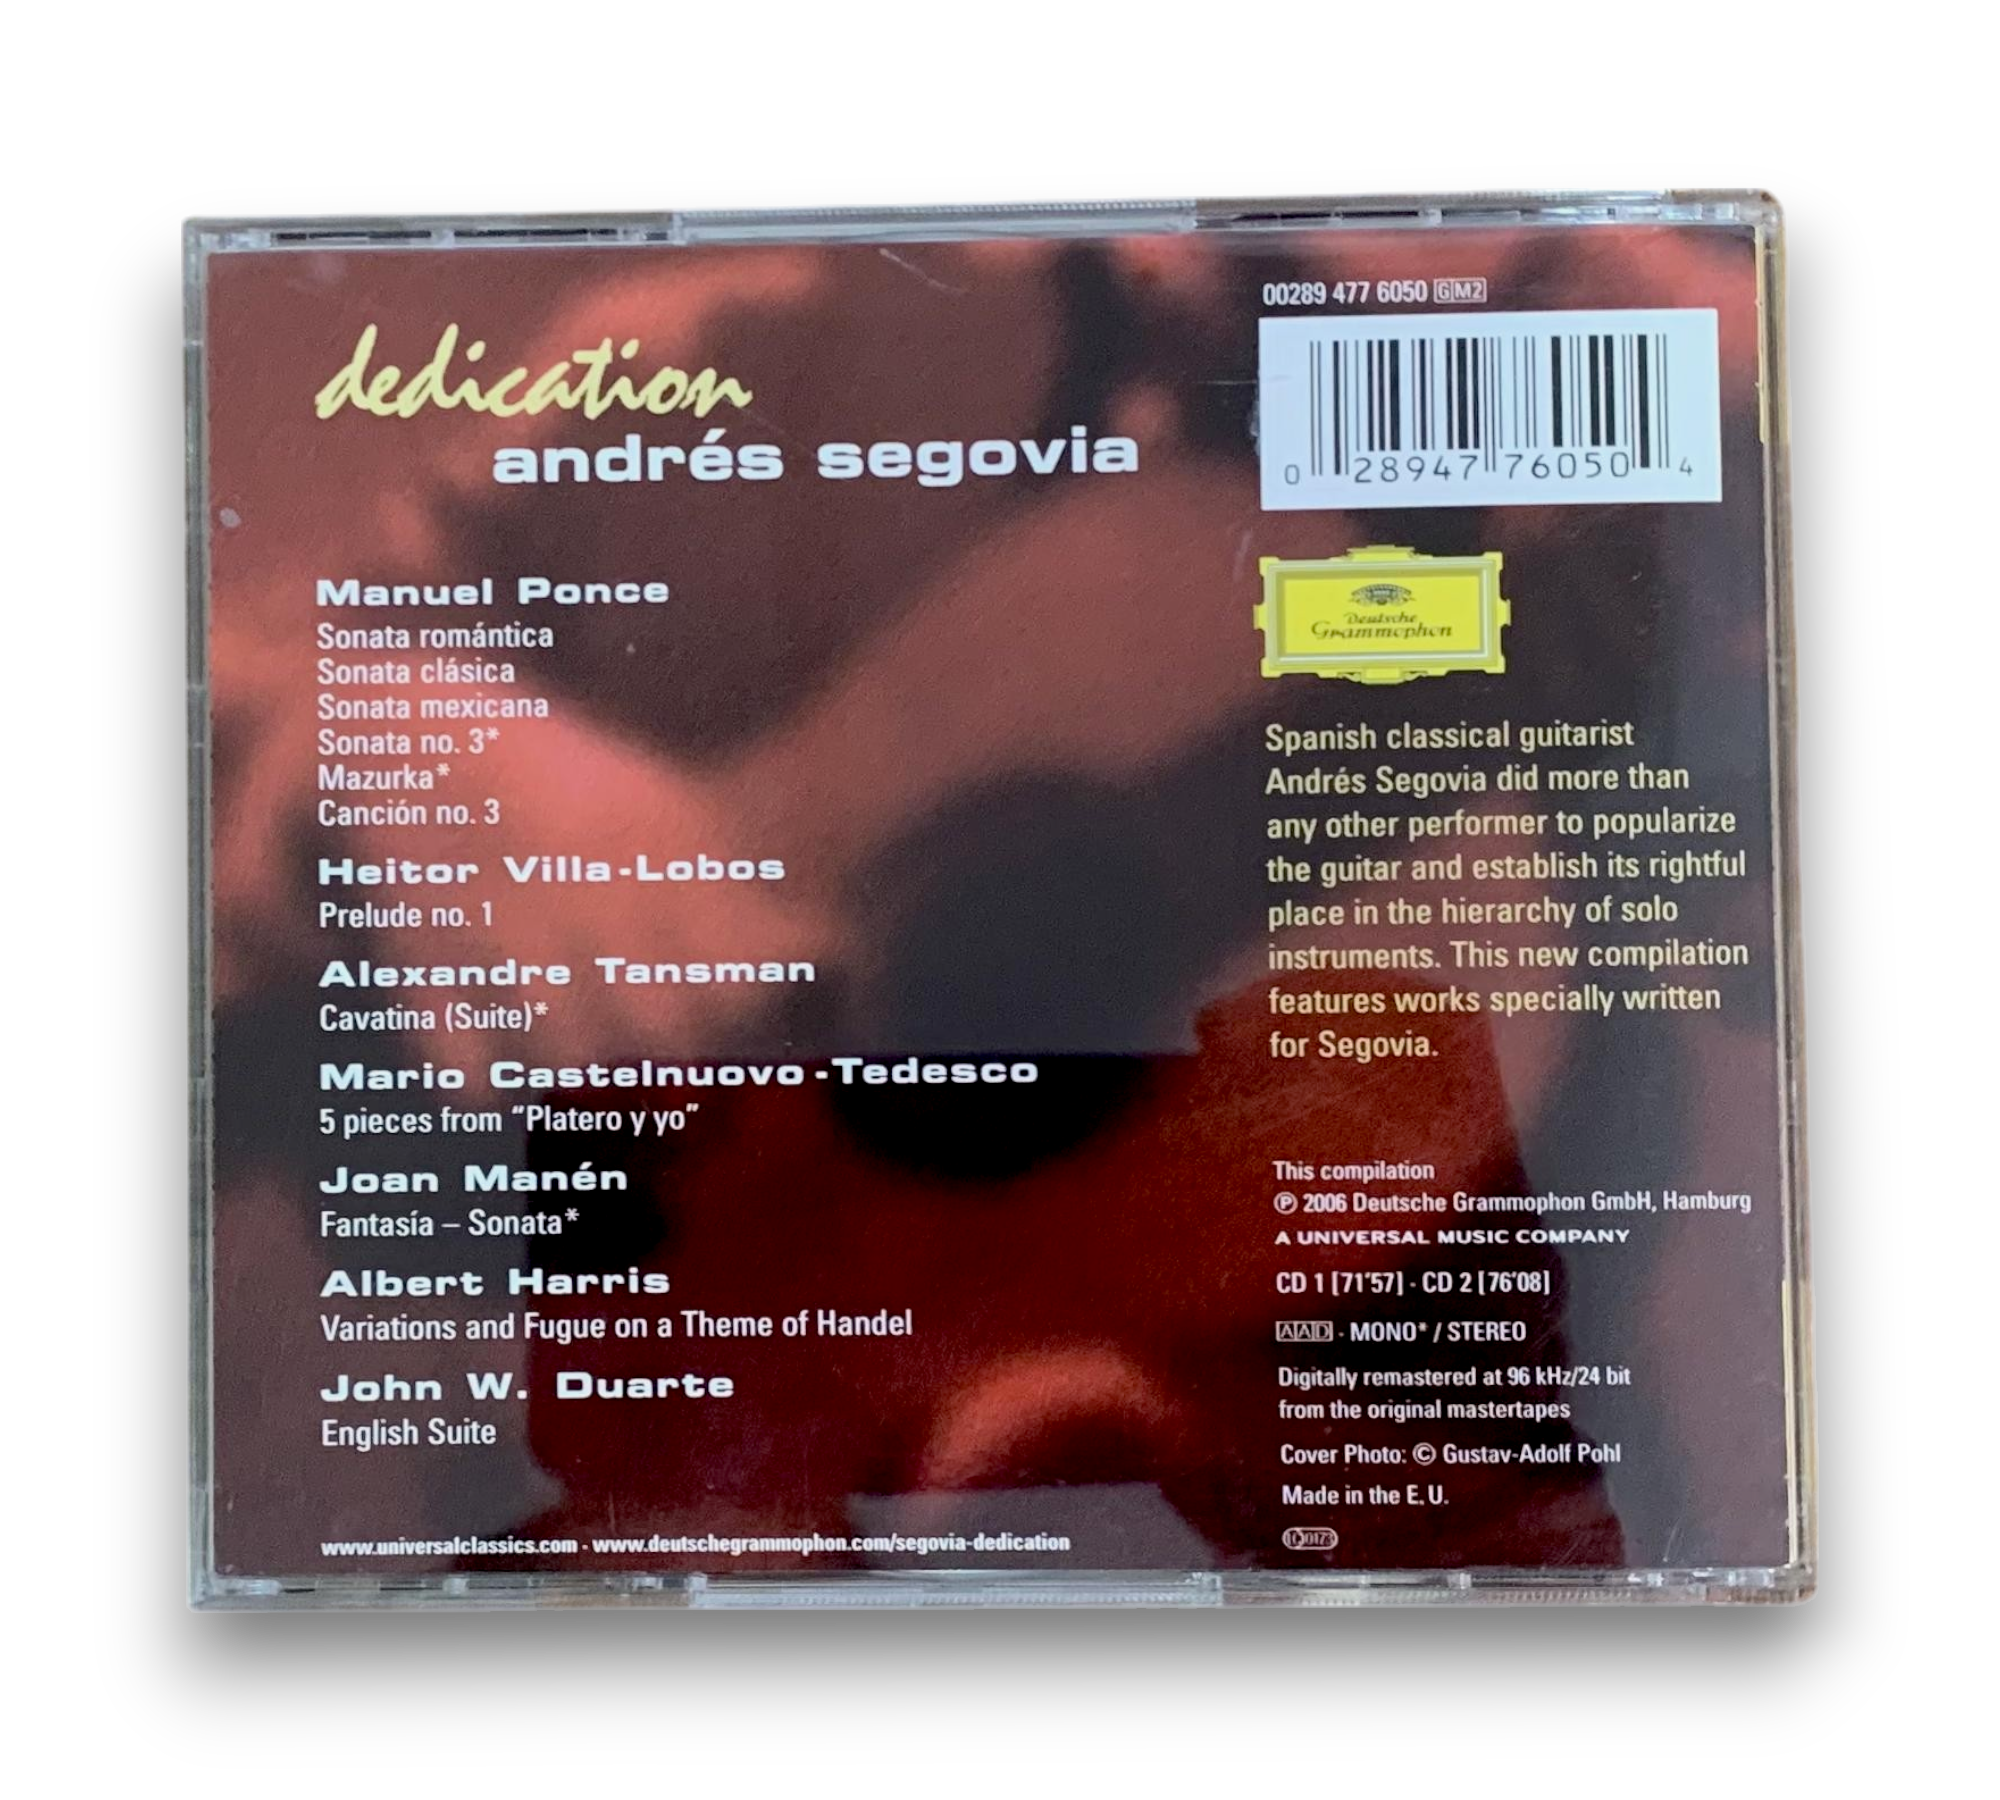 dedication
andrés segovia
Manuel Ponce
Sonata romántica
Sonata clásica
Sonata mexicana
Sonata no. 3*
Mazurka*
Canción no. 3
Heitor Villa-Lobos
Prelude no. 1
Alexandre Tansman
Cavatina (Suite)*
Mario Castelnuovo-Tedesco
5 pieces from “Platero y yo”
Joan Manén
Fantasía – Sonata*
Albert Harris
Variations and Fugue on a Theme of Handel
John W. Duarte
English Suite
www.universalclassics.com · www.deutschegrammophon.com/segovia-dedication
00289 477 6050 GM2
0 28947 76050 4
Deutsche
Grammophon
Spanish classical guitarist
Andrés Segovia did more than
any other performer to popularize
the guitar and establish its rightful
place in the hierarchy of solo
instruments. This new compilation
features works specially written
for Segovia.
This compilation
℗ 2006 Deutsche Grammophon GmbH, Hamburg
A UNIVERSAL MUSIC COMPANY
CD 1 [71'57] · CD 2 [76'08]
AAD · MONO* / STEREO
Digitally remastered at 96 kHz/24 bit
from the original mastertapes
Cover Photo: © Gustav-Adolf Pohl
Made in the E.U.